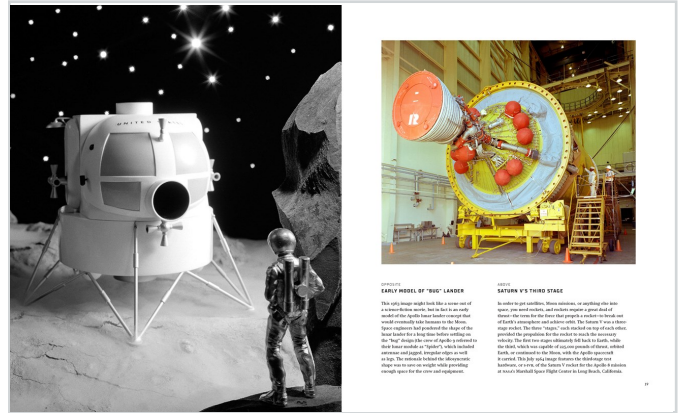 UNITED
R
OPPOSITE
EARLY MODEL OF "BUG" LANDER
This 1963 image might look like a scene out of
a science-fiction movie, but in fact is an early
model of the Apollo lunar lander concept that
would eventually take humans to the Moon.
Space engineers had pondered the shape of the
lunar lander for a long time before settling on
the "bug" design (the crew of Apollo 9 referred to
their lunar module as "Spider"), which included
antennae and jagged, irregular edges as well
as legs. The rationale behind the idiosyncratic
shape was to save on weight while providing
enough space for the crew and equipment.
ABOVE
SATURN V'S THIRD STAGE
In order to get satellites, Moon missions, or anything else into
space, you need rockets, and rockets require a great deal of
thrust—the term for the force that propels a rocket—to break out
of Earth's atmosphere and achieve orbit. The Saturn V was a three-
stage rocket. The three "stages," each stacked on top of each other,
provided the propulsion for the rocket to reach the necessary
velocity. The first two stages ultimately fell back to Earth, while
the third, which was capable of 225,000 pounds of thrust, orbited
Earth, or continued to the Moon, with the Apollo spacecraft
it carried. This July 1964 image features the third-stage test
hardware, or of the Saturn V rocket for the Apollo 8 mission
at NASA's Marshall Space Flight Center in Long Beach, California.